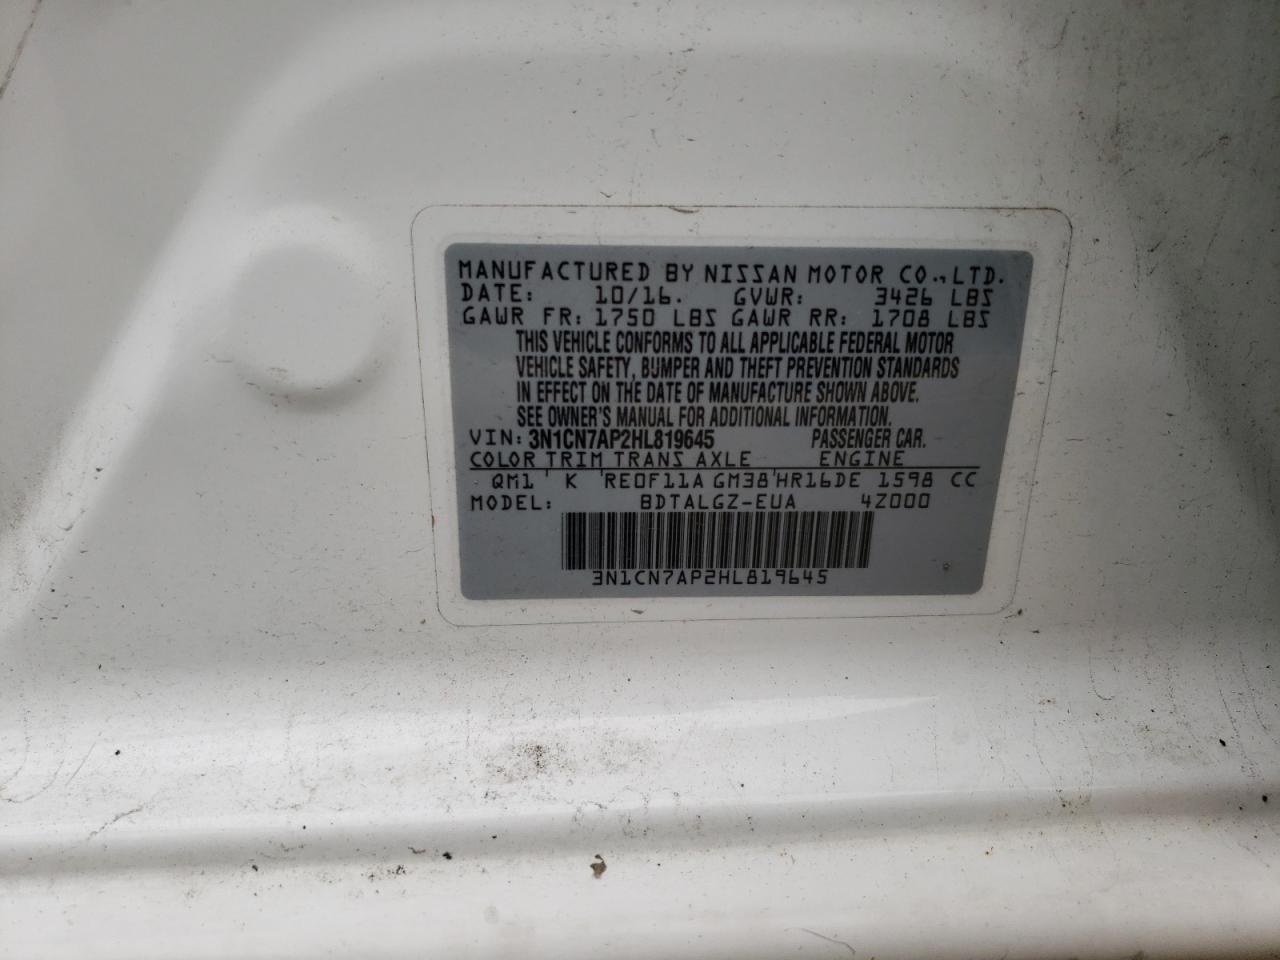 MANUFACTURED BY NISSAN MOTOR CO.,LTD.
DATE: 10/16. GVWR: 3426 LBS
GAWR FR: 1750 LBS GAWR RR: 1708 LBS
THIS VEHICLE CONFORMS TO ALL APPLICABLE FEDERAL MOTOR
VEHICLE SAFETY, BUMPER AND THEFT PREVENTION STANDARDS
IN EFFECT ON THE DATE OF MANUFACTURE SHOWN ABOVE.
SEE OWNER'S MANUAL FOR ADDITIONAL INFORMATION.
VIN: 3N1CN7AP2HL819645 PASSENGER CAR.
COLOR TRIM TRANS AXLE ENGINE
QM1 ' K 'RE0F11A GM38'HR16DE 1598 CC
MODEL: BDTALGZ-EUA 4Z000
3N1CN7AP2HL819645